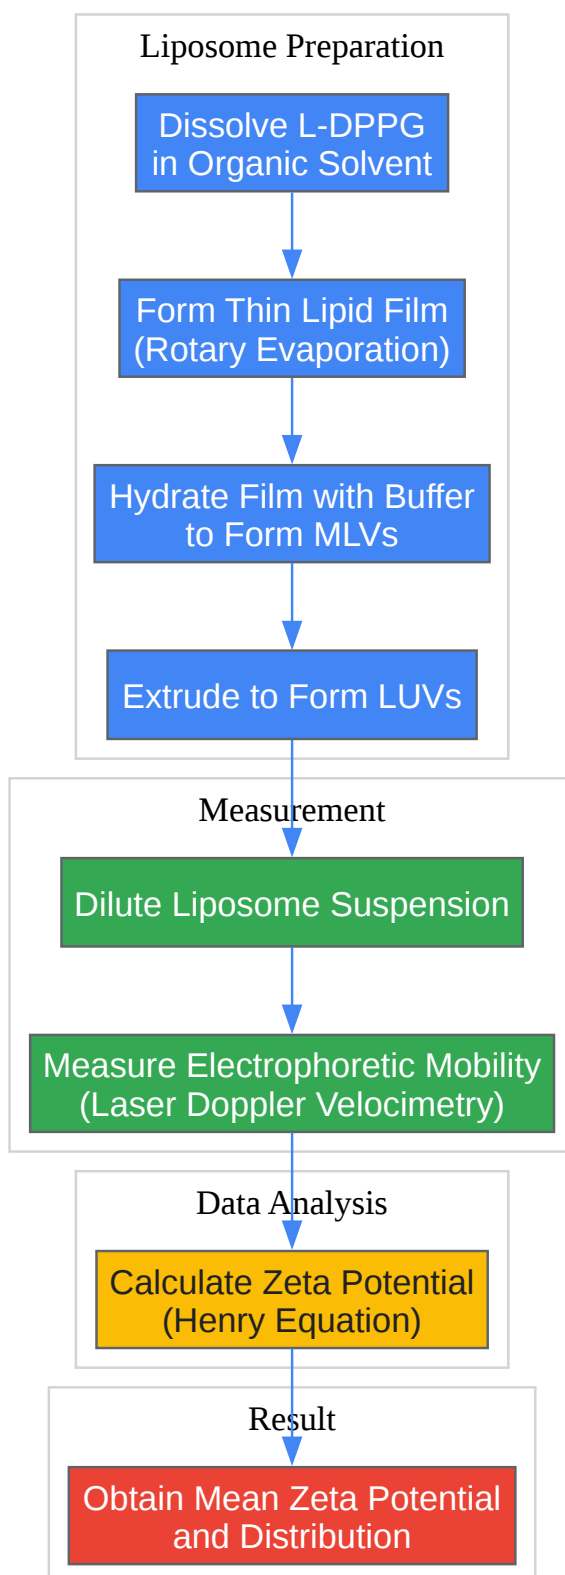 Liposome Preparation
Dissolve L-DPPG
in Organic Solvent
Form Thin Lipid Film
(Rotary Evaporation)
Hydrate Film with Buffer
to Form MLVs
Extrude to Form LUVs
Measurement
Dilute Liposome Suspension
Measure Electrophoretic Mobility
(Laser Doppler Velocimetry)
Data Analysis
Calculate Zeta Potential
(Henry Equation)
Result
Obtain Mean Zeta Potential
and Distribution